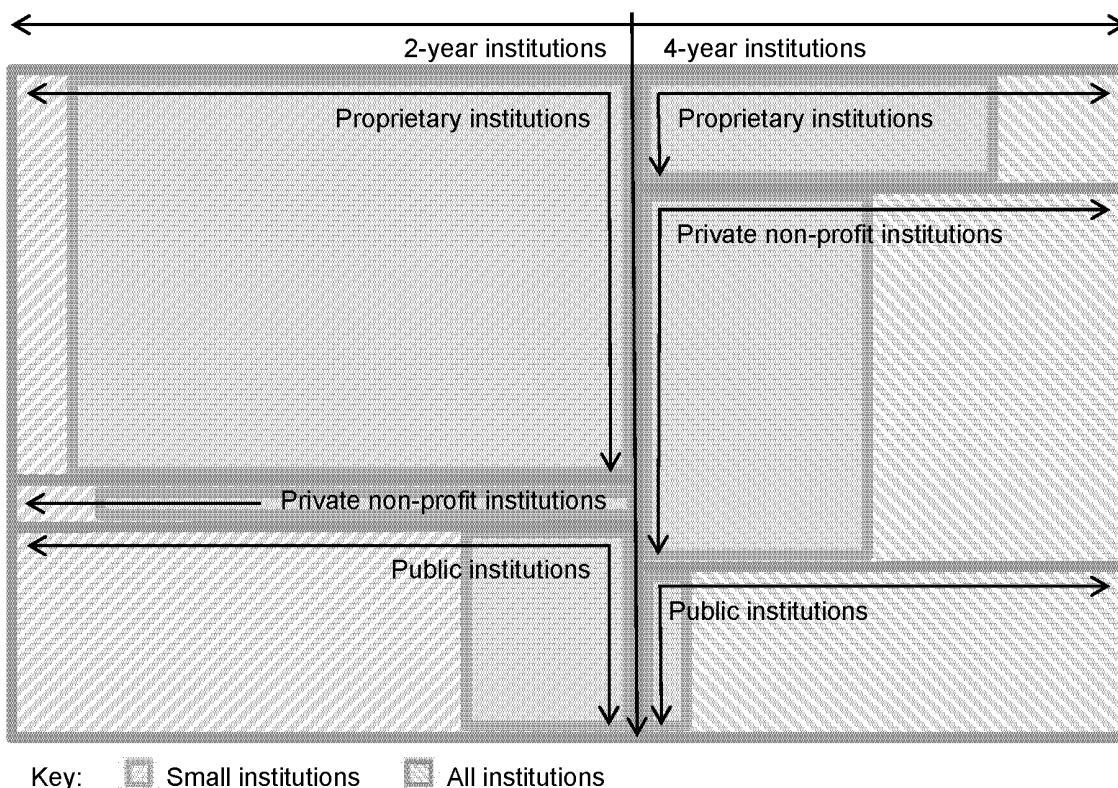 2-year institutions 4-year institutions
Proprietary institutions Proprietary institutions
Private non-profit institutions
Private non-profit institutions
Public institutions
Public institutions
Key: Small institutions All institutions